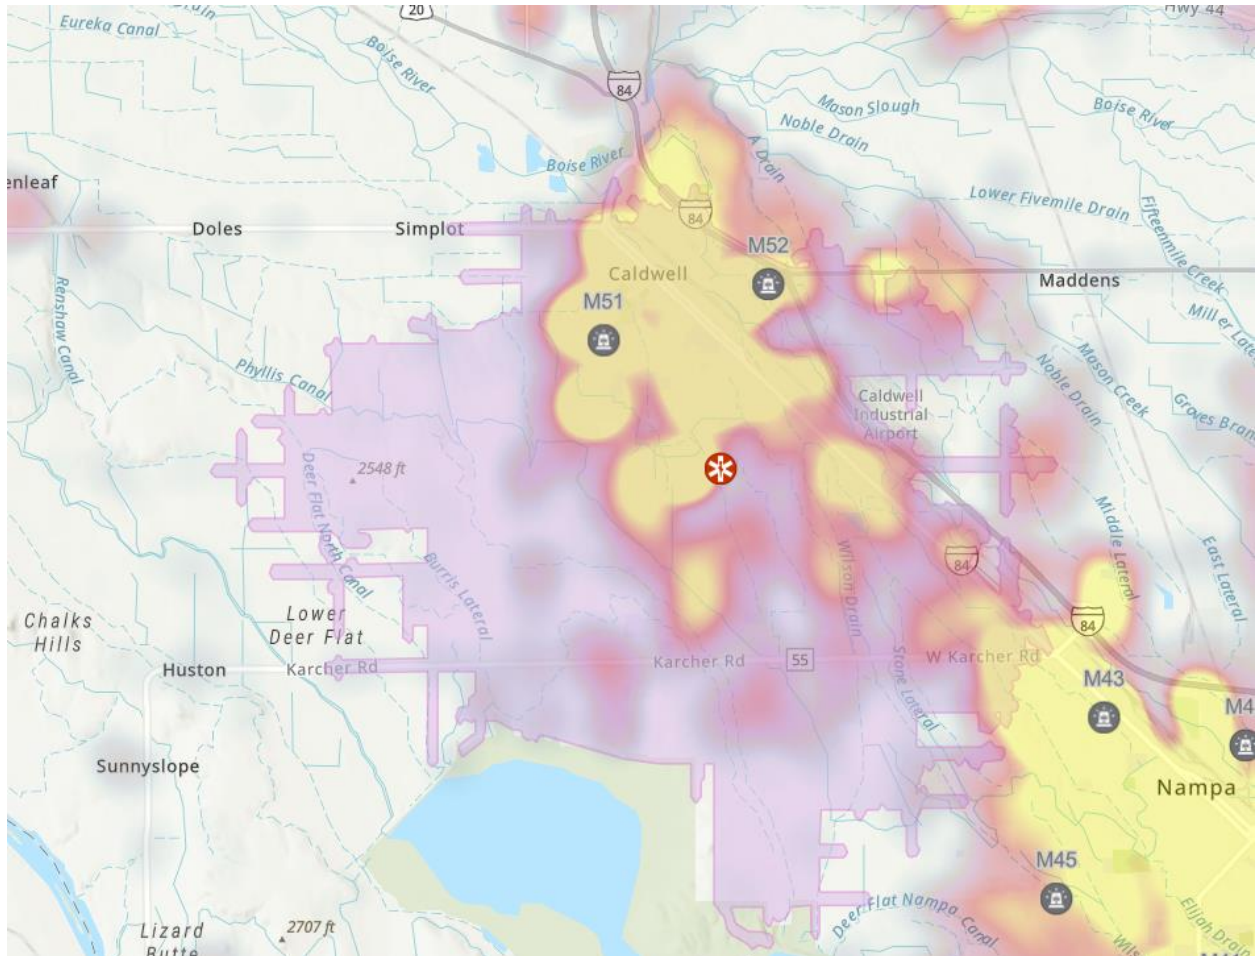 Drain
Hwy 44
20
Eureka Canal
Boise River
84
Mason Slough
Boise River
Noble Drain
A Drain
Boise River
enleaf
Lower Fivemile Drain
Fifteenmile Creek
84
Doles
Simplot
M52
Caldwell
Maddens
Renshaw Canal
M51
Miller Late
Noble Drain
Mason Creek
Phyllis Canal
Caldwell
Industrial
Airport
Groves Bran
2548 ft
Deer Flat North Canal
Middle Lateral
East Lateral
Burris Lateral
Wilson Drain
84
Chalks
Hills
Lower
Deer Flat
84
Stone Lateral
Huston
Karcher Rd
Karcher Rd
55
W Karcher Rd
M43
M4
Sunnyslope
Nampa
M45
Deer Flat Nampa Canal
Elijah Drain
Wils
2707 ft
Lizard
Butte